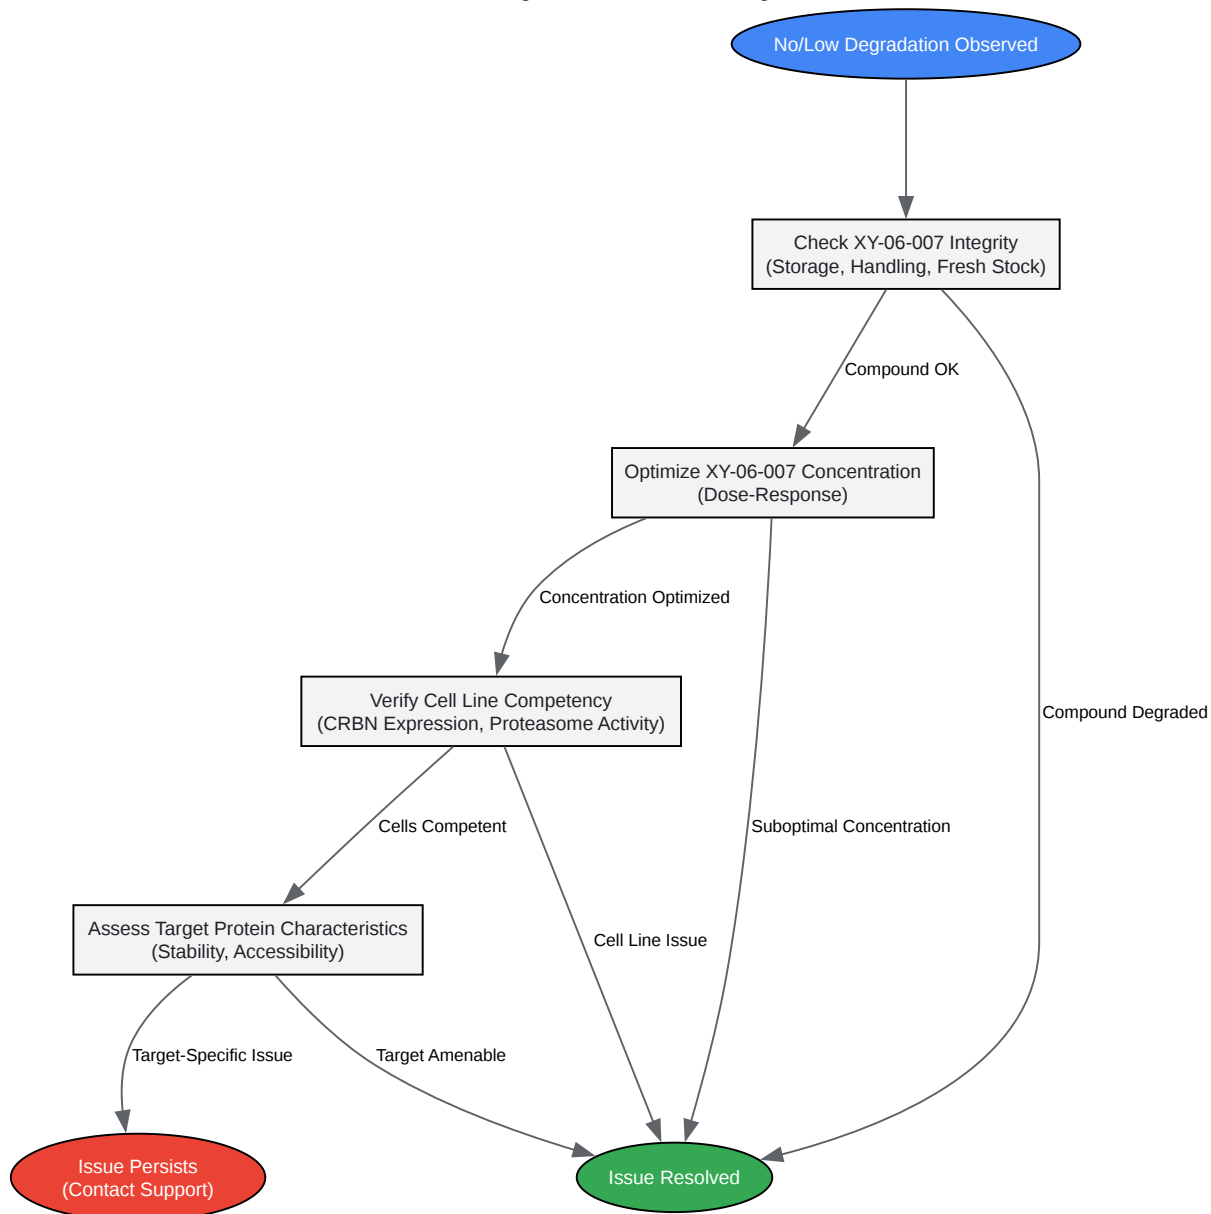 No/Low Degradation Observed
Check XY-06-007 Integrity
(Storage, Handling, Fresh Stock)
Compound OK
Optimize XY-06-007 Concentration
(Dose-Response)
Concentration Optimized
Verify Cell Line Competency
(CRBN Expression, Proteasome Activity)
Compound Degraded
Cells Competent
Suboptimal Concentration
Assess Target Protein Characteristics
(Stability, Accessibility)
Cell Line Issue
Target-Specific Issue
Target Amenable
Issue Persists
(Contact Support)
Issue Resolved